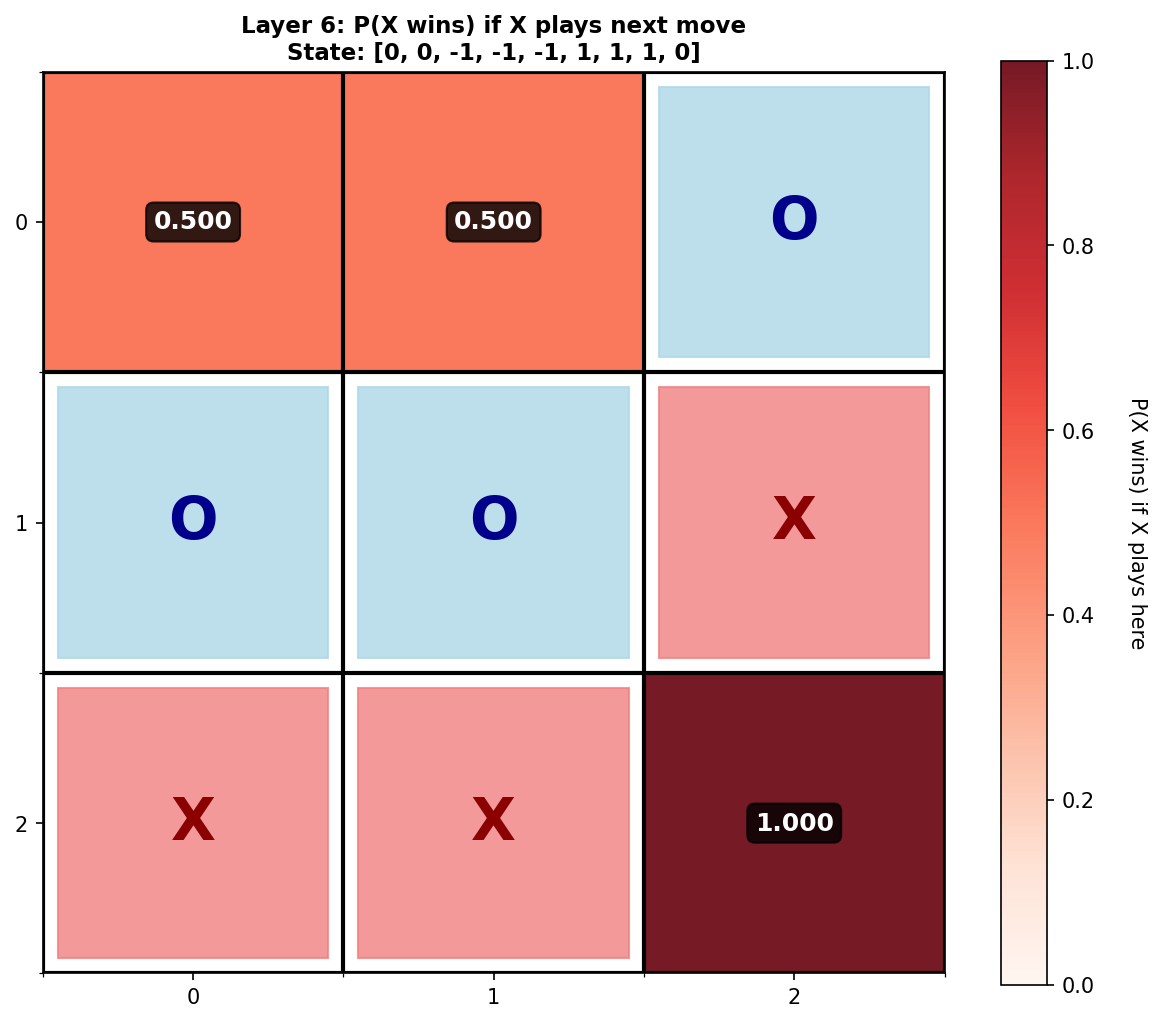 Layer 6: P(X wins) if X plays next move
State: [0, 0, -1, -1, -1, 1, 1, 1, 0]
0
0.500
0.500
O
1
O
O
X
2
X
X
1.000
0
1
2
1.0
0.8
0.6
0.4
0.2
0.0
P(X wins) if X plays here